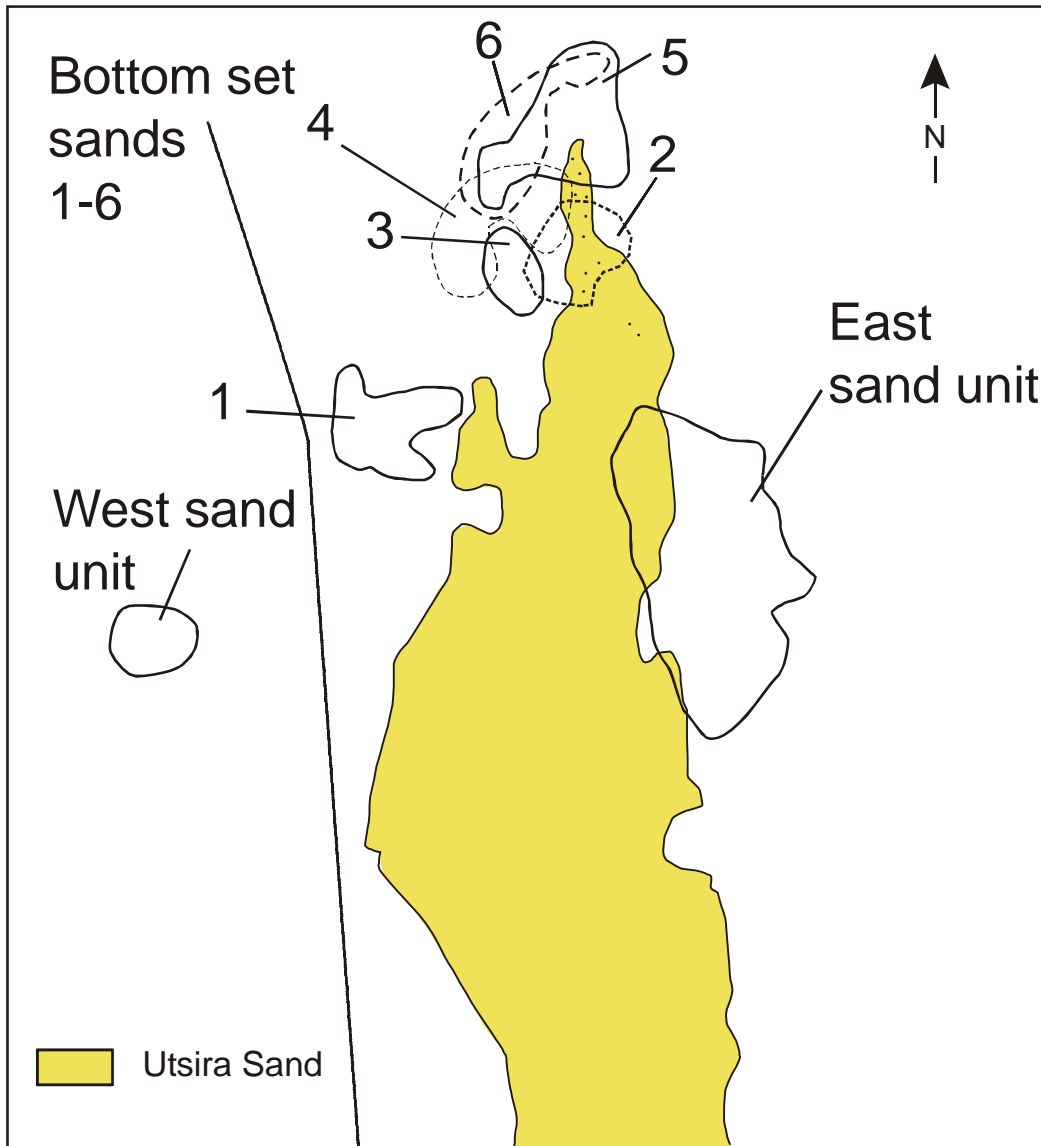 Bottom set
sands
1-6
6
5
4
2
3
N
East
sand unit
1
West sand
unit
Utsira Sand